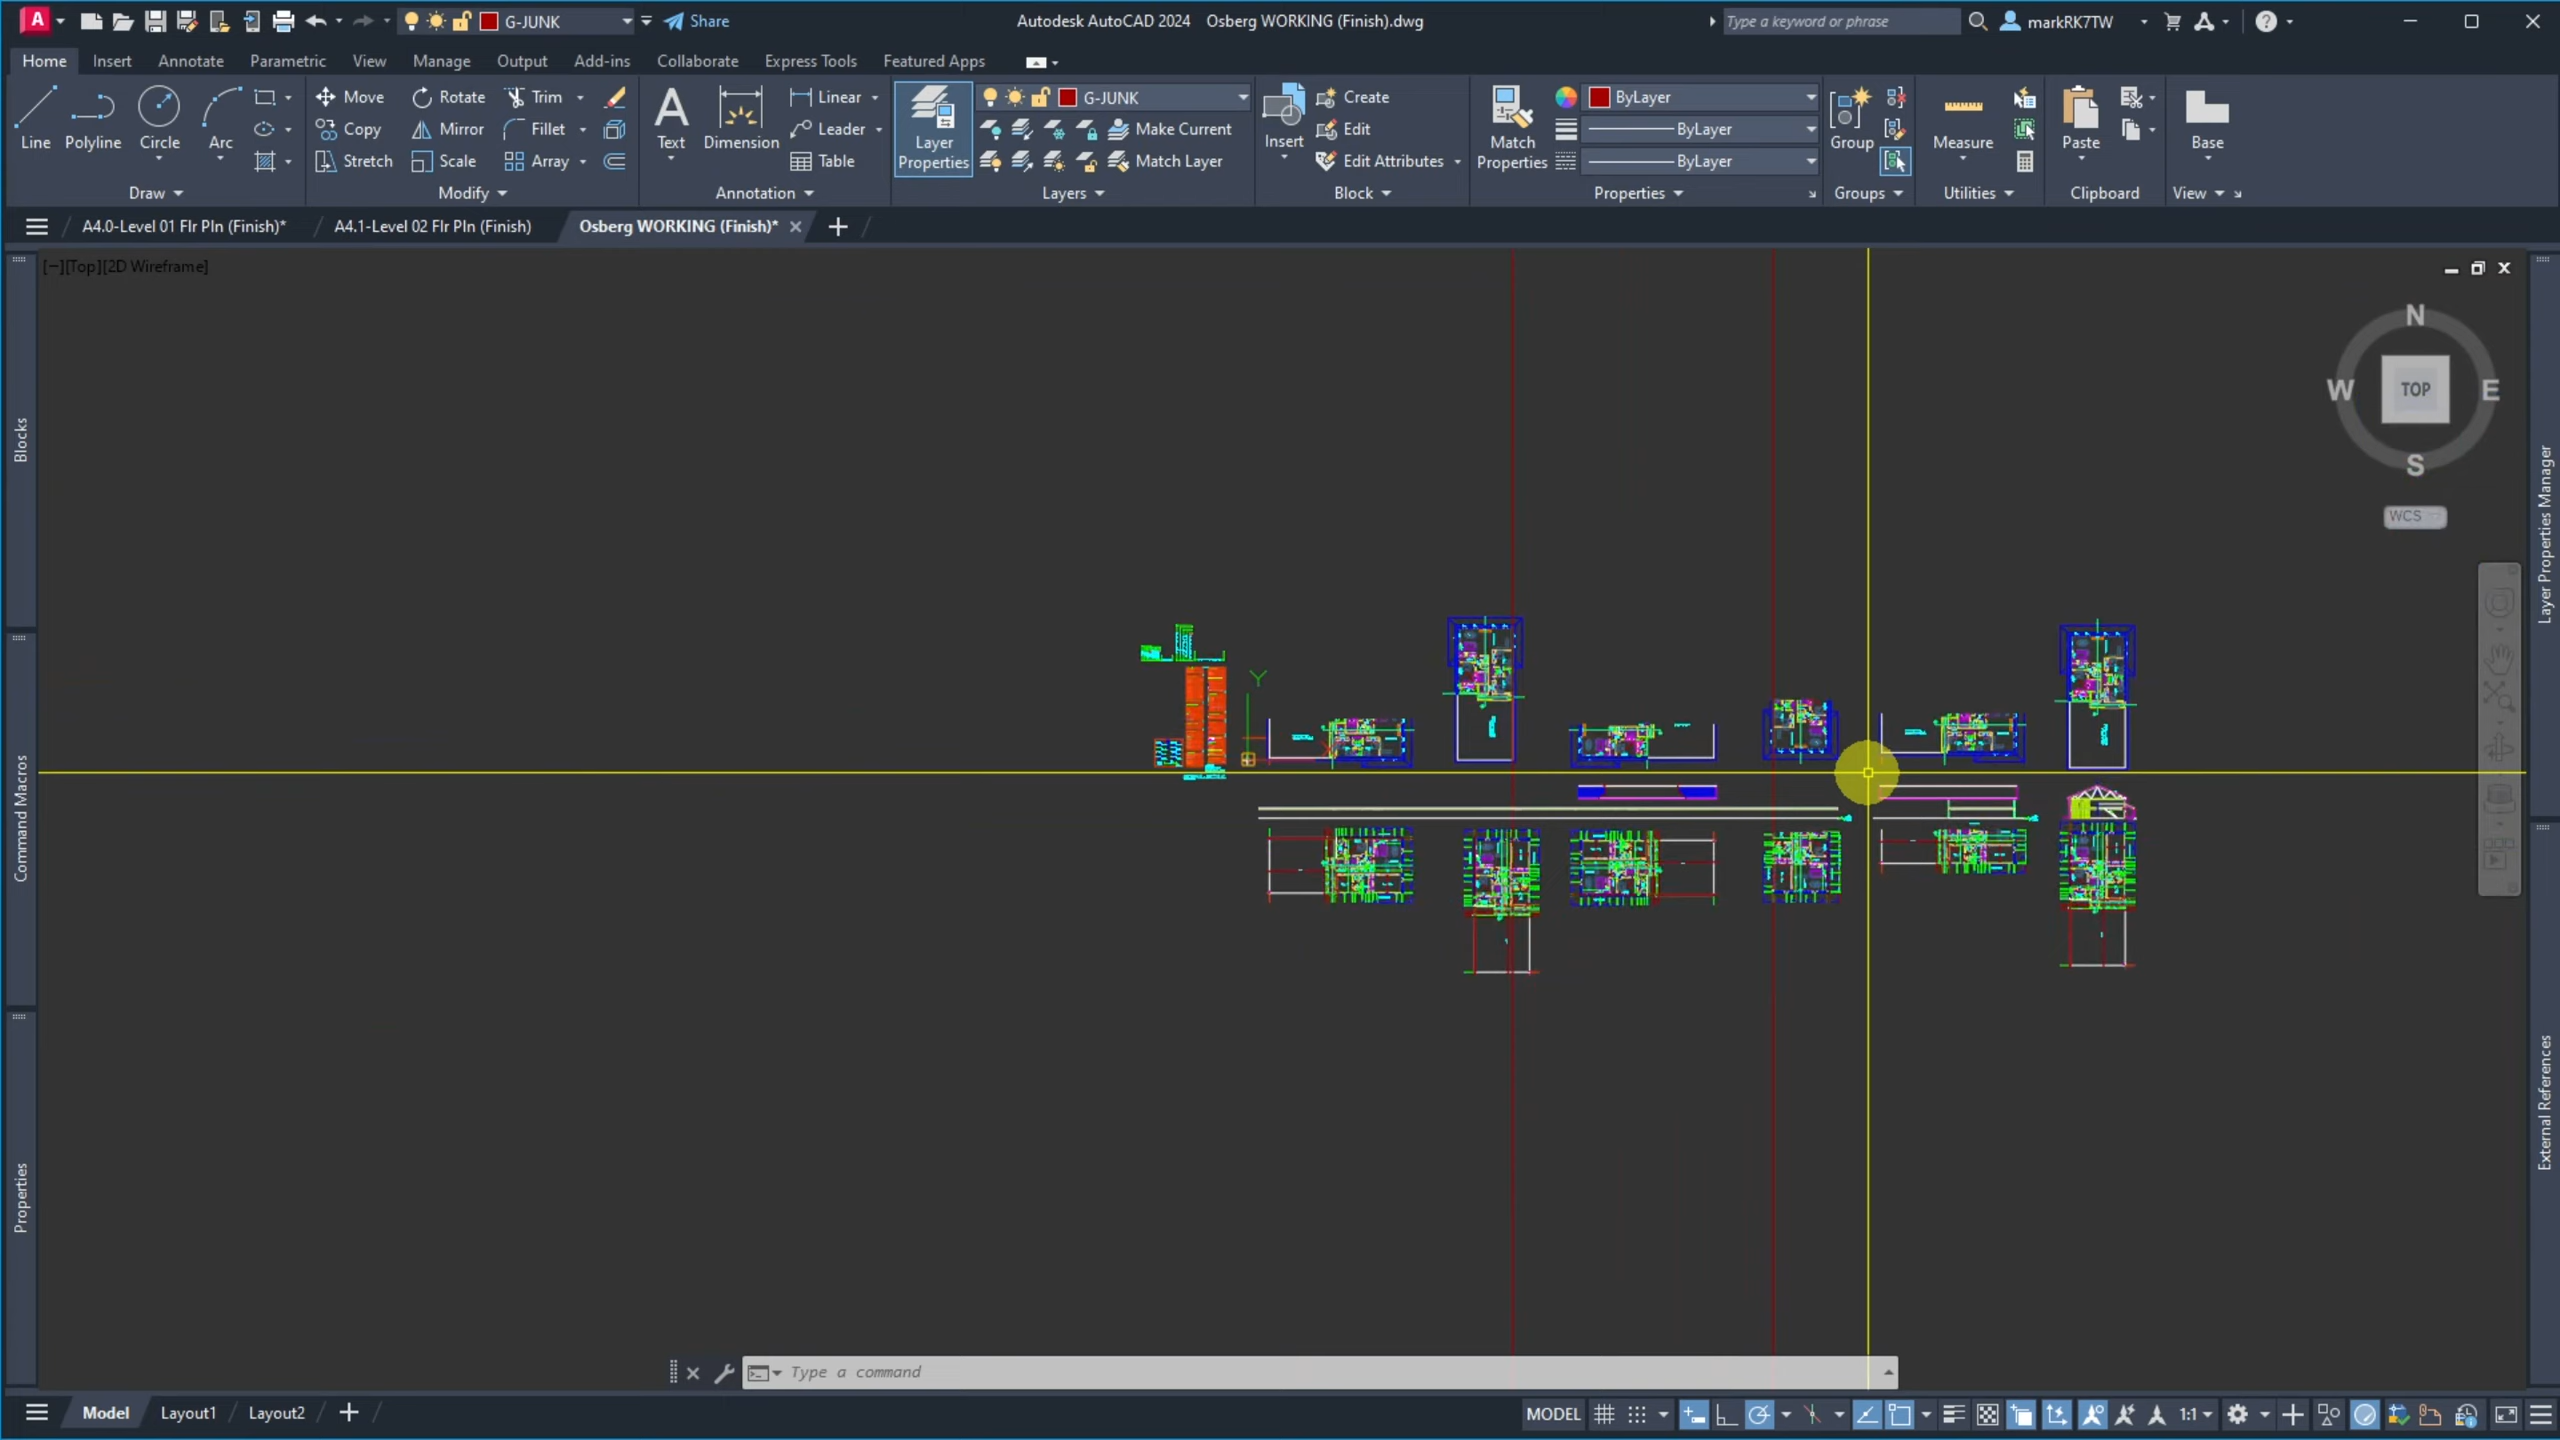 A G-JUNK Share Autodesk AutoCAD 2024 Osberg WORKING (Finish).dwg Type a keyword or phrase markRK7TW
Home Insert Annotate Parametric View Manage Output Add-ins Collaborate Express Tools Featured Apps
Line Polyline Circle Arc
Move Rotate Trim
Copy Mirror Fillet
Stretch Scale Array
Text Dimension
Linear
Leader
Table
Layer Properties
G-JUNK
Make Current
Match Layer
Insert
Create
Edit
Edit Attributes
Match Properties
ByLayer
ByLayer
ByLayer
Group
Measure
Paste
Base
Draw Modify Annotation Layers Block Properties Groups Utilities Clipboard View
A4.0-Level 01 Flr Pln (Finish)* A4.1-Level 02 Flr Pln (Finish) Osberg WORKING (Finish)*
[−][Top][2D Wireframe]
N
W TOP E
S
WCS
Y
Blocks
Command Macros
Properties
Layer Properties Manager
External References
Type a command
Model Layout1 Layout2 MODEL 1:1